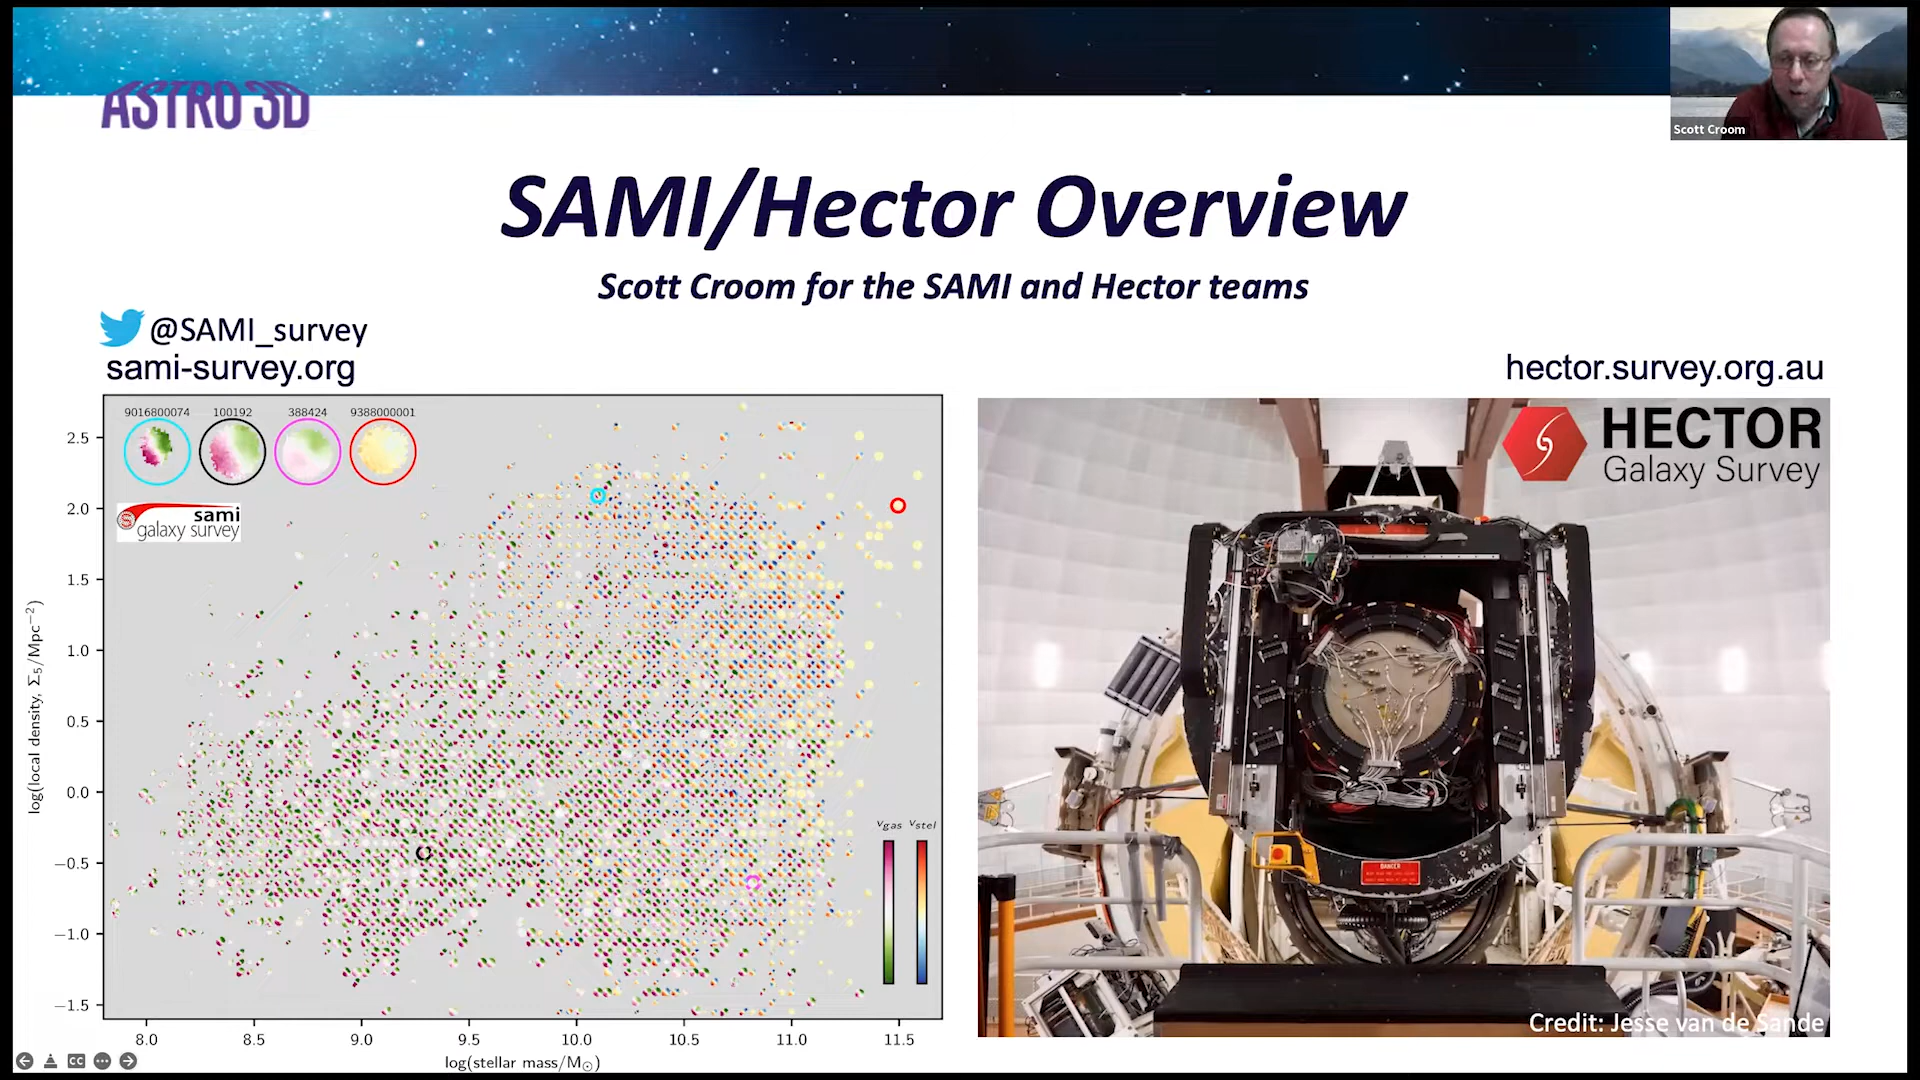 ASTRO 3D
Scott Croom
SAMI/Hector Overview
Scott Croom for the SAMI and Hector teams
@SAMI_survey
sami-survey.org
hector.survey.org.au
9016800074 100192 388424 9388000001
sami
galaxy survey
log(local density, Σ5/Mpc−2)
2.5
2.0
1.5
1.0
0.5
0.0
−0.5
−1.0
−1.5
vgas vstel
8.0 8.5 9.0 9.5 10.0 10.5 11.0 11.5
log(stellar mass/M☉)
HECTOR
Galaxy Survey
DANGER
Credit: Jesse van de Sande
CC